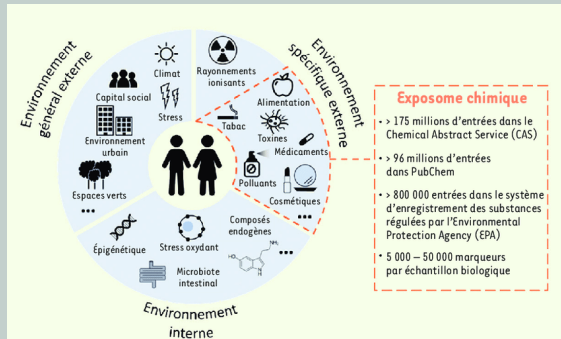 Environnement
général externe
Environnement
spécifique externe
Climat
Rayonnements
ionisants
Capital social
Stress
Alimentation
Tabac
Toxines
Environnement
urbain
Médicaments
Polluants
Espaces verts
Cosmétiques
...
...
Épigénétique
Stress oxydant
Composés
endogènes
...
Microbiote
intestinal
HO
NH₂
N
H
Environnement
interne
Exposome chimique
• > 175 millions d'entrées dans le
Chemical Abstract Service (CAS)
• > 96 millions d'entrées
dans PubChem
• > 800 000 entrées dans le système
d'enregistrement des substances
régulées par l'Environmental
Protection Agency (EPA)
• 5 000 – 50 000 marqueurs
par échantillon biologique